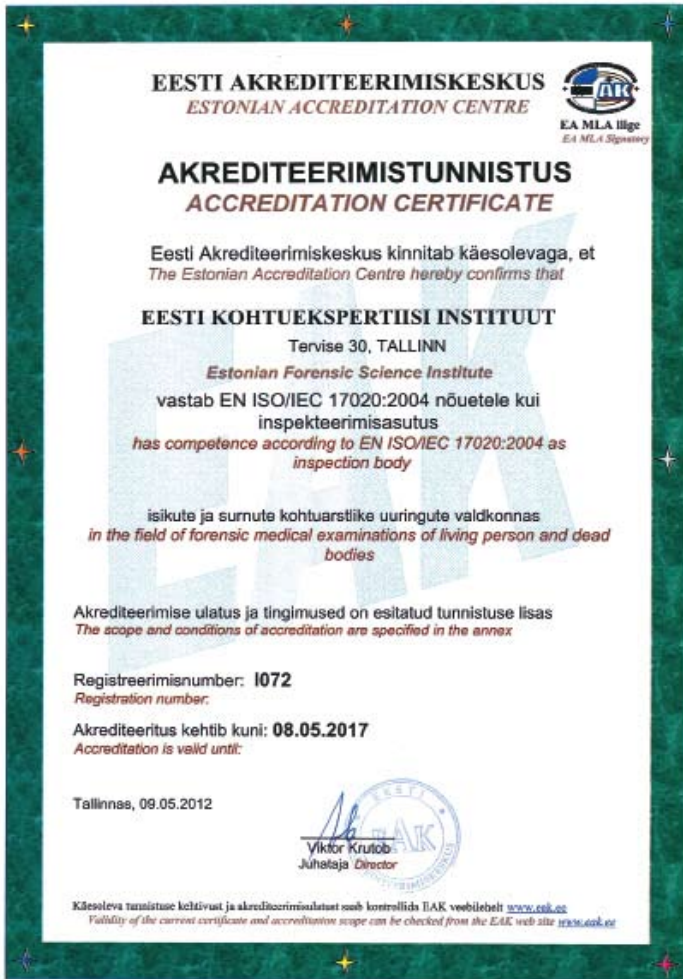 EESTI AKREDITEERIMISKESKUS
ESTONIAN ACCREDITATION CENTRE
EAK
EA MLA liige
EA MLA Signatory
AKREDITEERIMISTUNNISTUS
ACCREDITATION CERTIFICATE
Eesti Akrediteerimiskeskus kinnitab käesolevaga, et
The Estonian Accreditation Centre hereby confirms that
EESTI KOHTUEKSPERTIISI INSTITUUT
Tervise 30, TALLINN
Estonian Forensic Science Institute
vastab EN ISO/IEC 17020:2004 nõuetele kui
inspekteerimisasutus
has competence according to EN ISO/IEC 17020:2004 as
inspection body
isikute ja surnute kohtuarstlike uuringute valdkonnas
in the field of forensic medical examinations of living person and dead
bodies
Akrediteerimise ulatus ja tingimused on esitatud tunnistuse lisas
The scope and conditions of accreditation are specified in the annex
Registreerimisnumber: I072
Registration number:
Akrediteeritus kehtib kuni: 08.05.2017
Accreditation is valid until:
Tallinnas, 09.05.2012
EESTI
EAK
AKREDITEERIMISKESKUS
Viktor Krutob
Juhataja Director
Käesoleva tunnistuse kehtivust ja akrediteerimisulatust saab kontrollida EAK veebilehelt www.eak.ee
Validity of the current certificate and accreditation scope can be checked from the EAK web site www.eak.ee